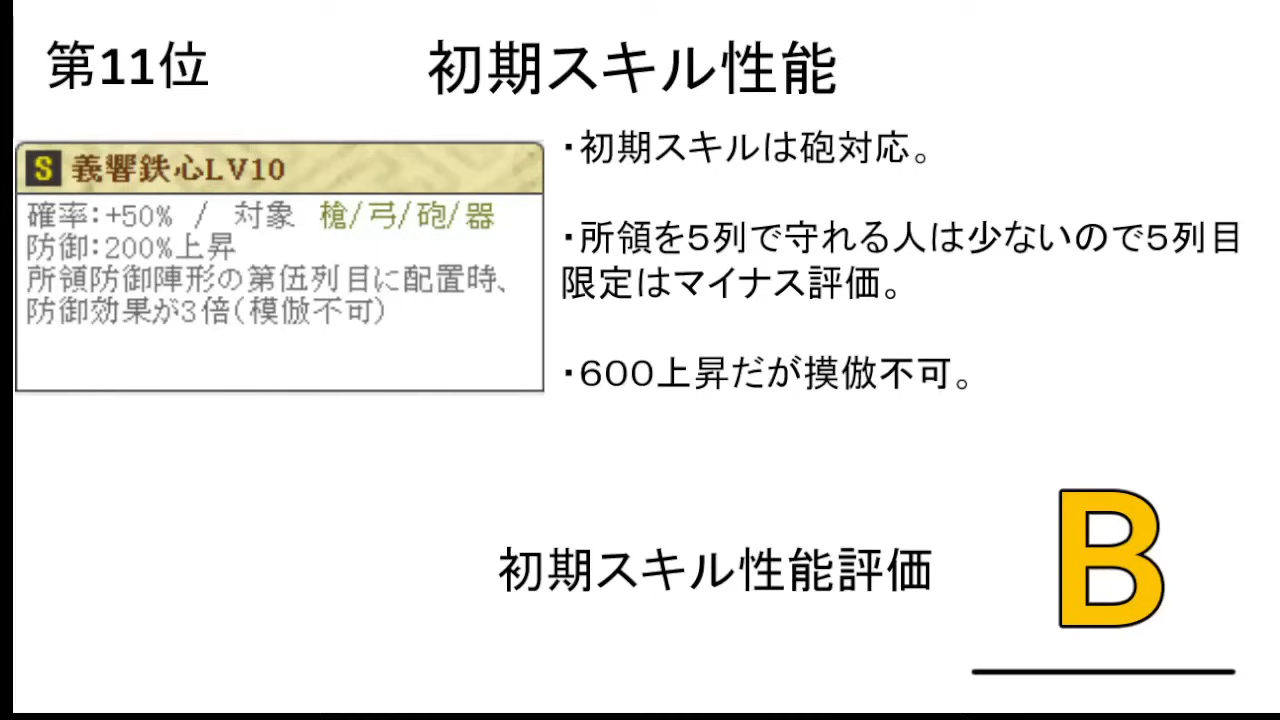 第11位
初期スキル性能
S 義響鉄心LV10
確率:+50% / 対象 槍/弓/砲/器
防御:200%上昇
所領防御陣形の第伍列目に配置時、
防御効果が3倍(模倣不可)
・初期スキルは砲対応。
・所領を5列で守れる人は少ないので5列目
限定はマイナス評価。
・600上昇だが摸倣不可。
初期スキル性能評価
B